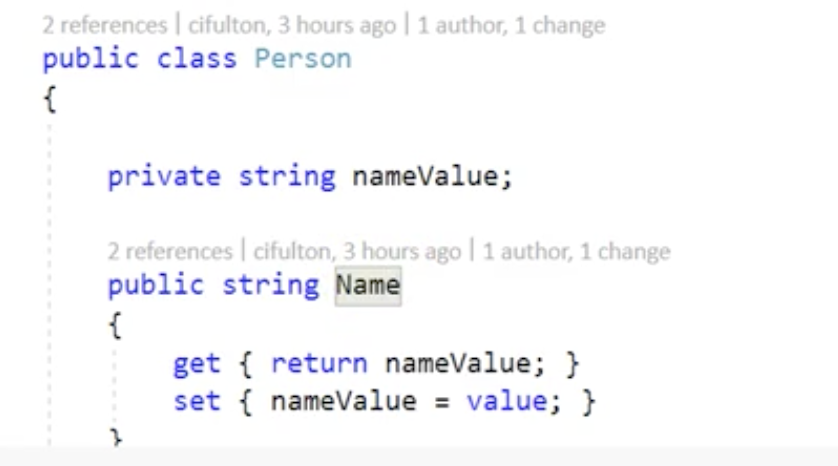 2 references | cifulton, 3 hours ago | 1 author, 1 change
public class Person
{
private string nameValue;
2 references | cifulton, 3 hours ago | 1 author, 1 change
public string Name
{
get { return nameValue; }
set { nameValue = value; }
}